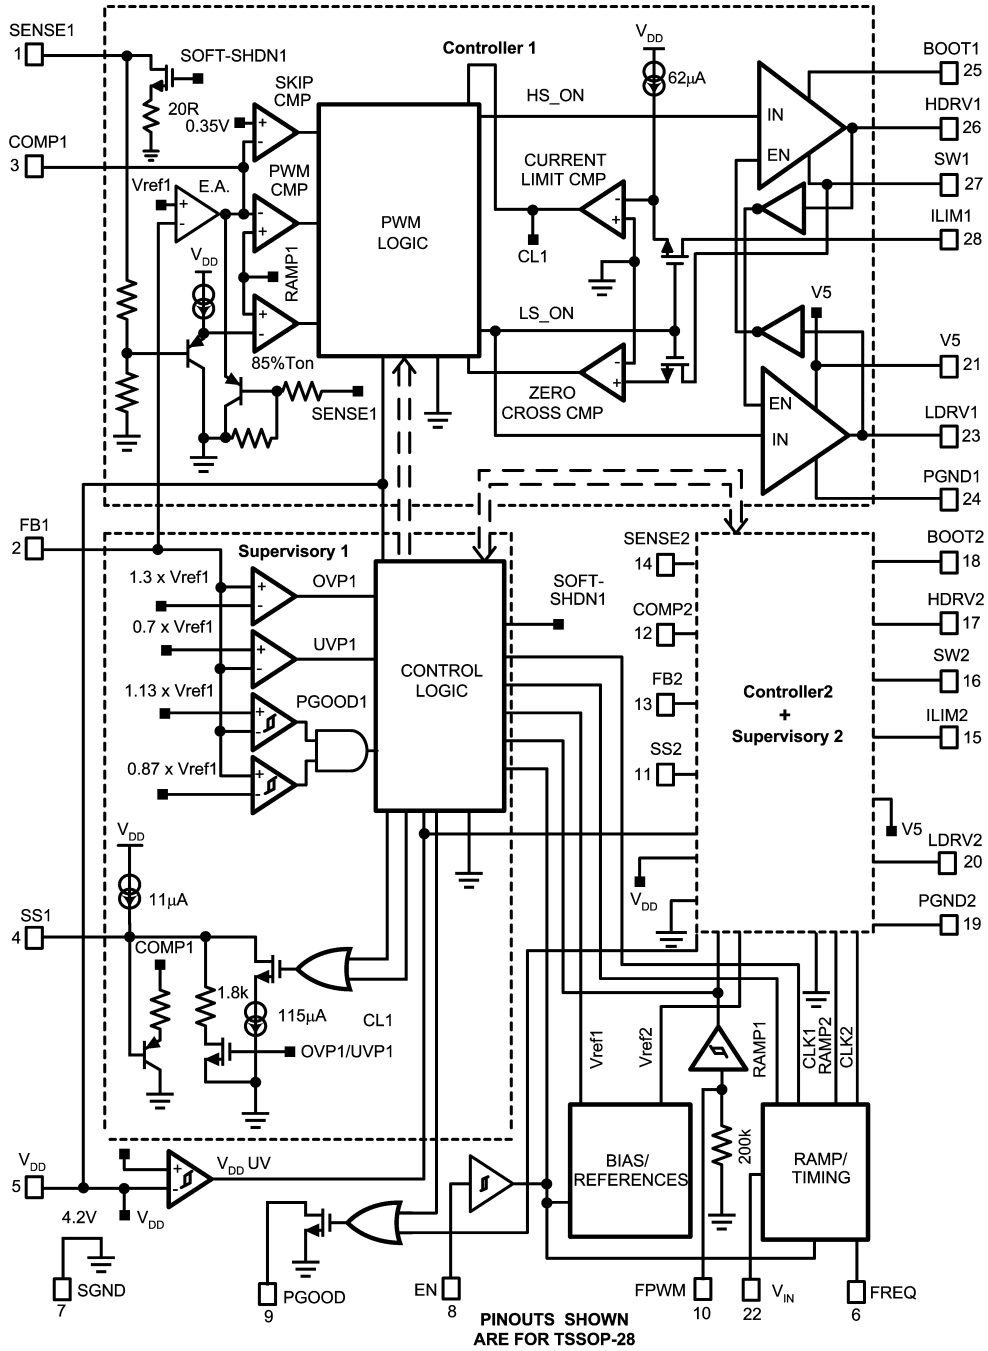 SENSE1
1
SOFT-SHDN1
20R
COMP1
3
SKIP
CMP
0.35V
Controller 1
VDD
62µA
HS_ON
BOOT1
25
IN
HDRV1
26
EN
PWM
CMP
E.A.
Vref1
CURRENT
LIMIT CMP
SW1
27
PWM
LOGIC
ILIM1
28
CL1
VDD
RAMP1
LS_ON
V5
V5
21
85%Ton
SENSE1
ZERO
CROSS CMP
EN
IN
LDRV1
23
PGND1
24
FB1
2
Supervisory 1
1.3 x Vref1
OVP1
0.7 x Vref1
UVP1
1.13 x Vref1
PGOOD1
0.87 x Vref1
CONTROL
LOGIC
SOFT-
SHDN1
SENSE2
14
COMP2
12
FB2
13
SS2
11
Controller2
+
Supervisory 2
BOOT2
18
HDRV2
17
SW2
16
ILIM2
15
V5
LDRV2
20
PGND2
19
VDD
VDD
11µA
SS1
4
COMP1
1.8k
115µA
CL1
OVP1/UVP1
Vref1
Vref2
RAMP1
CLK1
RAMP2
CLK2
200k
BIAS/
REFERENCES
RAMP/
TIMING
VDD
5
VDD UV
4.2V
VDD
SGND
7
PGOOD
9
EN
8
FPWM
10
VIN
22
FREQ
6
PINOUTS SHOWN
ARE FOR TSSOP-28